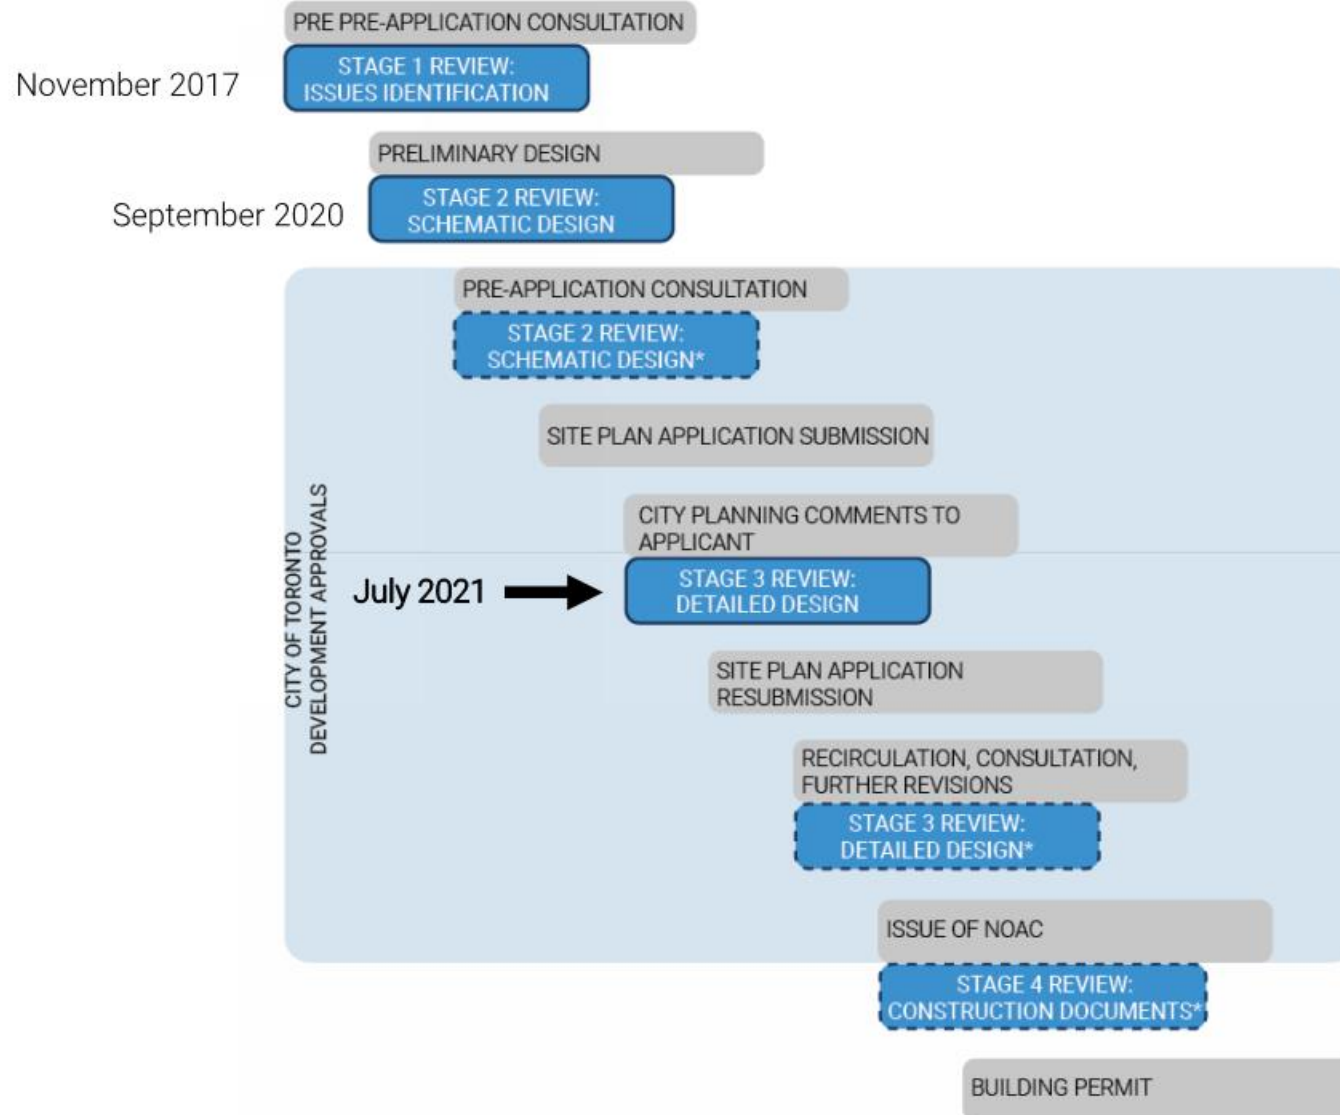 PRE PRE-APPLICATION CONSULTATION
November 2017
STAGE 1 REVIEW:
ISSUES IDENTIFICATION
PRELIMINARY DESIGN
September 2020
STAGE 2 REVIEW:
SCHEMATIC DESIGN
PRE-APPLICATION CONSULTATION
STAGE 2 REVIEW:
SCHEMATIC DESIGN*
SITE PLAN APPLICATION SUBMISSION
CITY OF TORONTO
DEVELOPMENT APPROVALS
CITY PLANNING COMMENTS TO
APPLICANT
July 2021
STAGE 3 REVIEW:
DETAILED DESIGN
SITE PLAN APPLICATION
RESUBMISSION
RECIRCULATION, CONSULTATION,
FURTHER REVISIONS
STAGE 3 REVIEW:
DETAILED DESIGN*
ISSUE OF NOAC
STAGE 4 REVIEW:
CONSTRUCTION DOCUMENTS*
BUILDING PERMIT